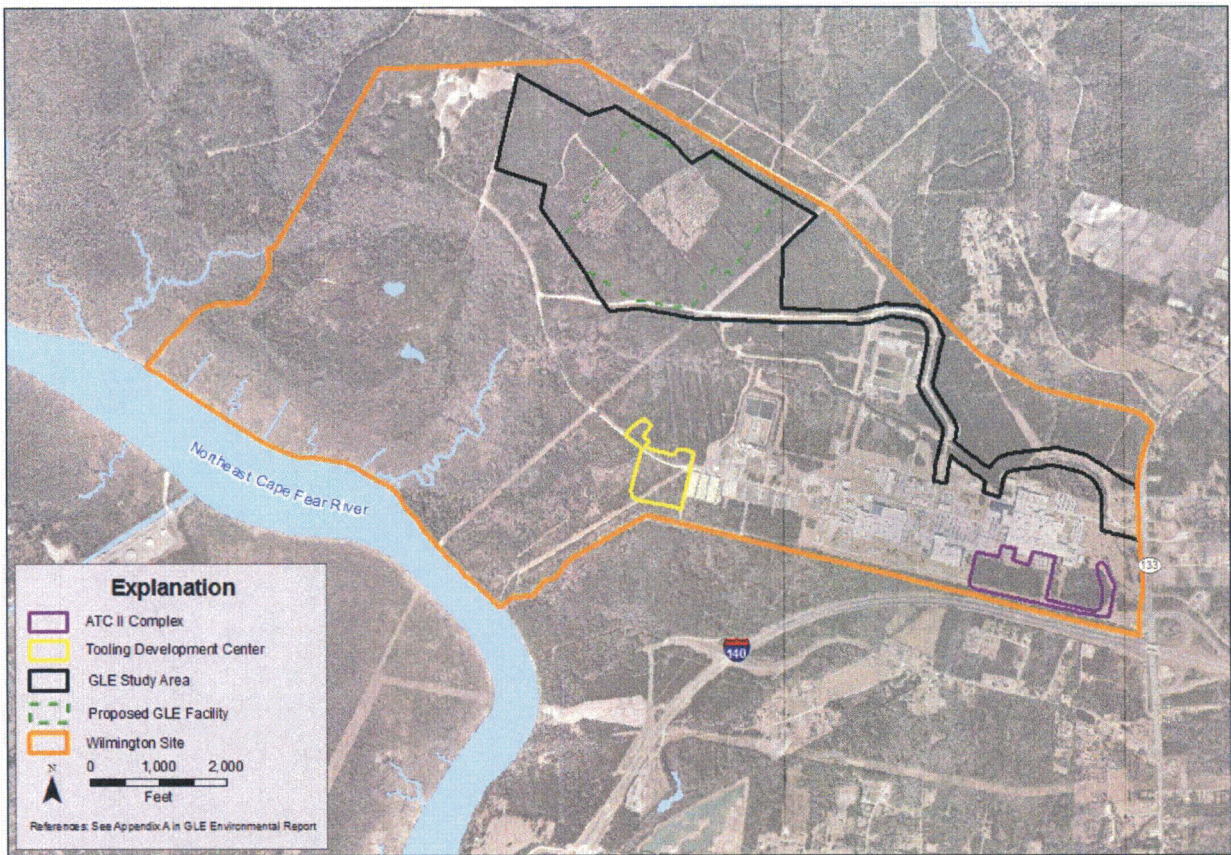 Northeast Cape Fear River
133
140
Explanation
ATC II Complex
Tooling Development Center
GLE Study Area
Proposed GLE Facility
Wilmington Site
N
0 1,000 2,000
Feet
References: See Appendix A in GLE Environmental Report